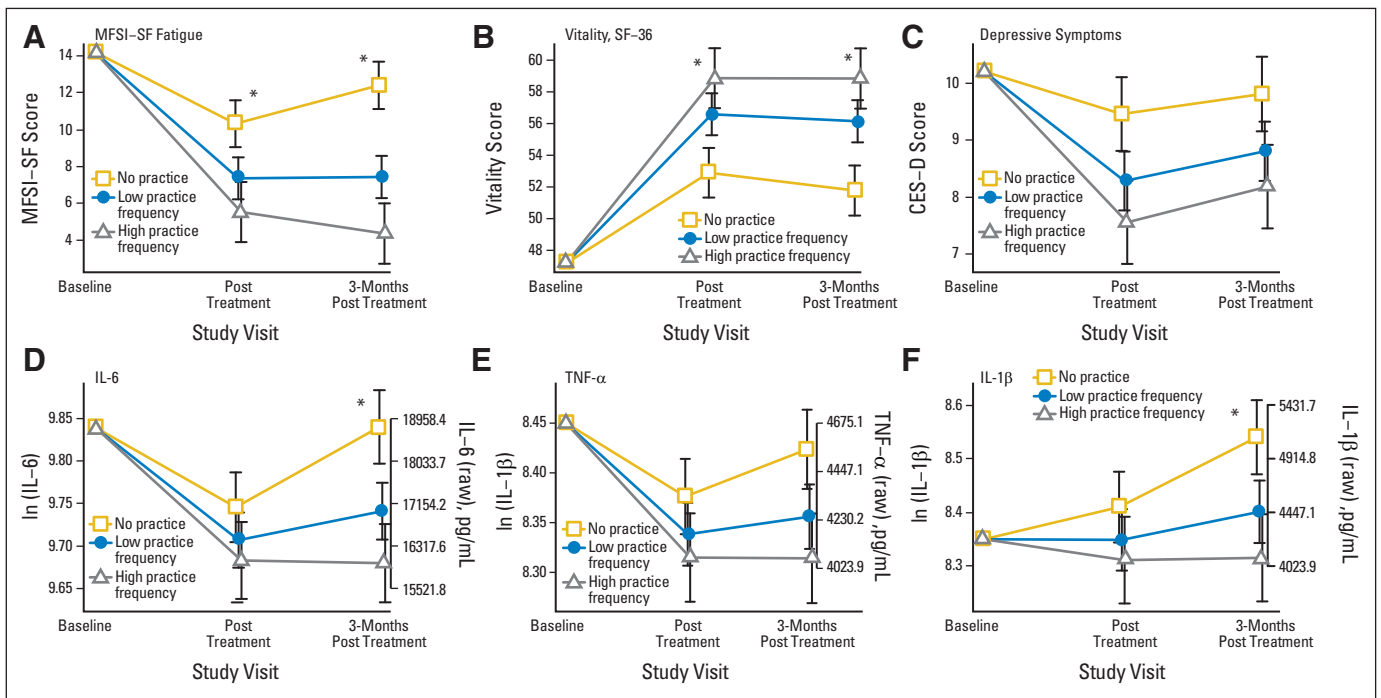 A
MFSI–SF Fatigue
MFSI–SF Score
14
12
10
8
6
4
*
*
No practice
Low practice
frequency
High practice
frequency
Baseline
Post
Treatment
3-Months
Post Treatment
Study Visit
B
Vitality, SF–36
Vitality Score
60
58
56
54
52
50
48
*
*
No practice
Low practice frequency
High practice frequency
Baseline
Post
Treatment
3-Months
Post Treatment
Study Visit
C
Depressive Symptoms
CES–D Score
10
9
8
7
No practice
Low practice
frequency
High practice
frequency
Baseline
Post
Treatment
3-Months
Post Treatment
Study Visit
D
IL-6
ln (IL–6)
9.85
9.80
9.75
9.70
9.65
*
18958.4
18033.7
17154.2
16317.6
15521.8
IL–6 (raw), pg/mL
No practice
Low practice
frequency
High practice
frequency
Baseline
Post
Treatment
3-Months
Post Treatment
Study Visit
E
TNF-α
ln (IL–1β)
8.45
8.40
8.35
8.30
4675.1
4447.1
4230.2
4023.9
TNF–α (raw) ,pg/mL
No practice
Low practice
frequency
High practice
frequency
Baseline
Post
Treatment
3-Months
Post Treatment
Study Visit
F
IL-1β
ln (IL–1β)
8.6
8.5
8.4
8.3
No practice
Low practice frequency
High practice frequency
*
5431.7
4914.8
4447.1
4023.9
IL–1β (raw) ,pg/mL
Baseline
Post
Treatment
3-Months
Post Treatment
Study Visit